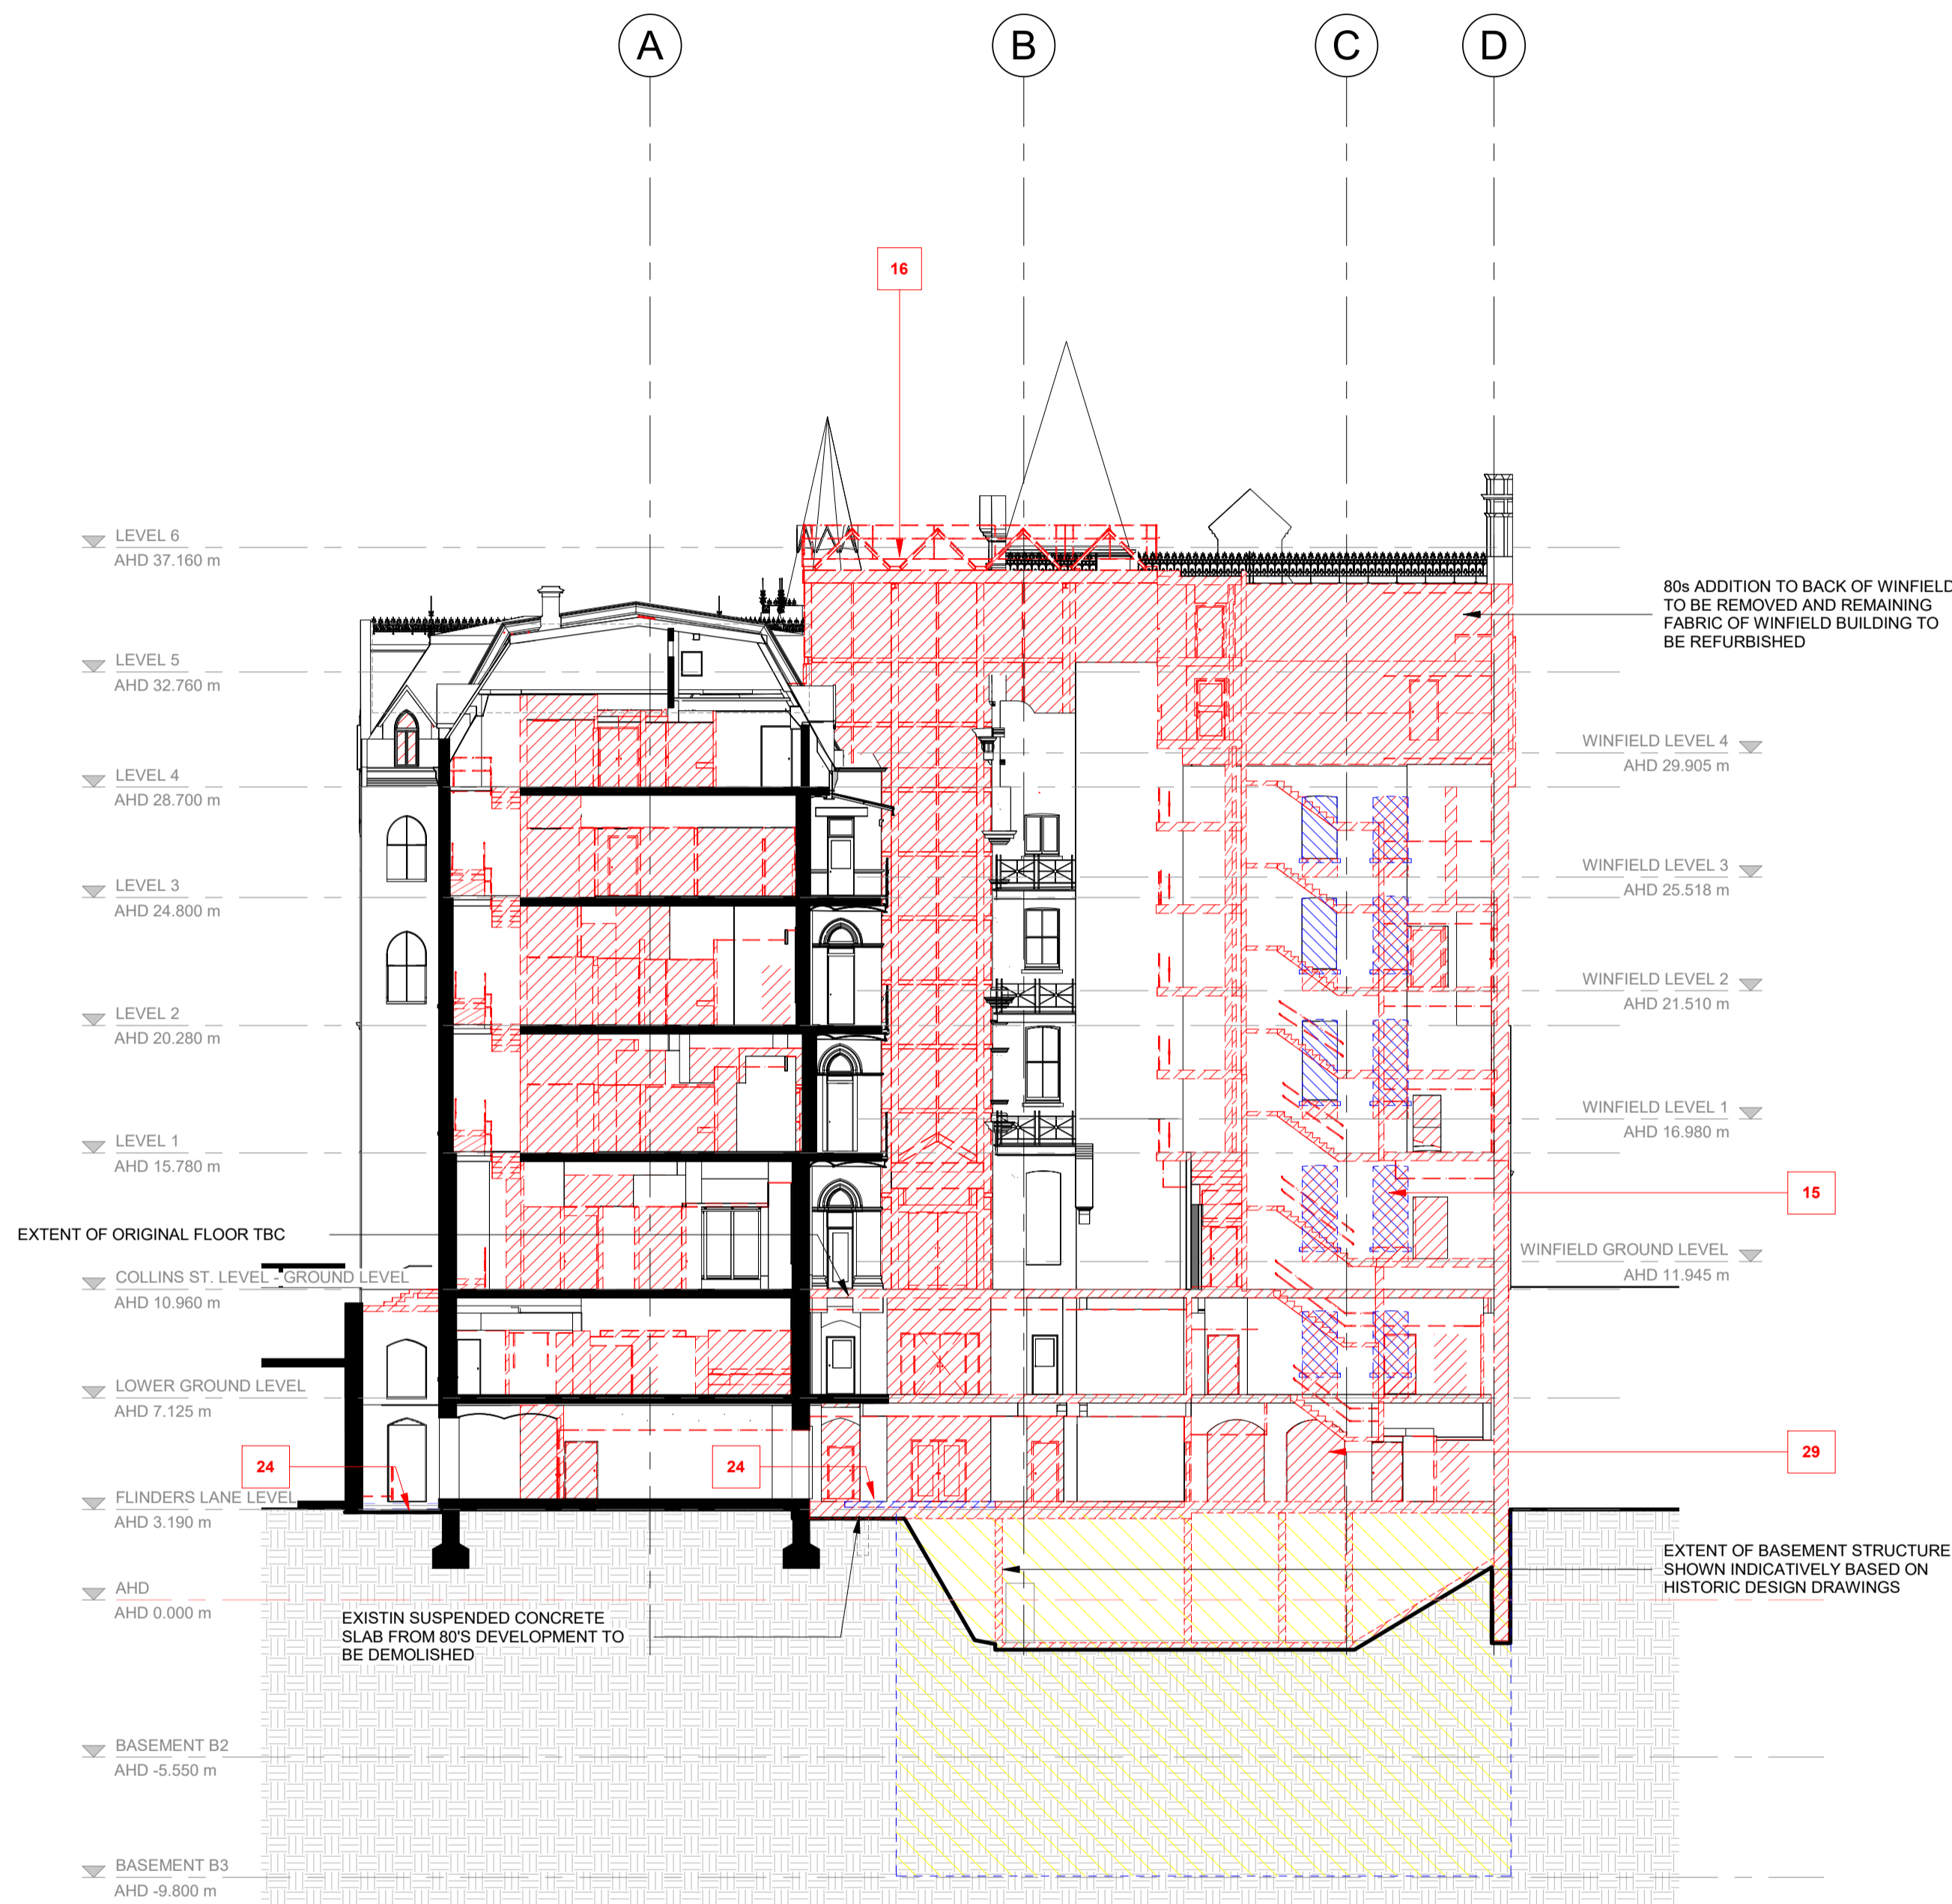 A
B
C
D
16
LEVEL 6
AHD 37.160 m
80s ADDITION TO BACK OF WINFIELD
TO BE REMOVED AND REMAINING
FABRIC OF WINFIELD BUILDING TO
BE REFURBISHED
LEVEL 5
AHD 32.760 m
WINFIELD LEVEL 4
AHD 29.905 m
LEVEL 4
AHD 28.700 m
WINFIELD LEVEL 3
AHD 25.518 m
LEVEL 3
AHD 24.800 m
WINFIELD LEVEL 2
AHD 21.510 m
LEVEL 2
AHD 20.280 m
WINFIELD LEVEL 1
AHD 16.980 m
LEVEL 1
AHD 15.780 m
15
EXTENT OF ORIGINAL FLOOR TBC
WINFIELD GROUND LEVEL
AHD 11.945 m
COLLINS ST. LEVEL - GROUND LEVEL
AHD 10.960 m
LOWER GROUND LEVEL
AHD 7.125 m
24
24
29
FLINDERS LANE LEVEL
AHD 3.190 m
EXTENT OF BASEMENT STRUCTURE
SHOWN INDICATIVELY BASED ON
HISTORIC DESIGN DRAWINGS
AHD
AHD 0.000 m
EXISTIN SUSPENDED CONCRETE
SLAB FROM 80'S DEVELOPMENT TO
BE DEMOLISHED
BASEMENT B2
AHD -5.550 m
BASEMENT B3
AHD -9.800 m